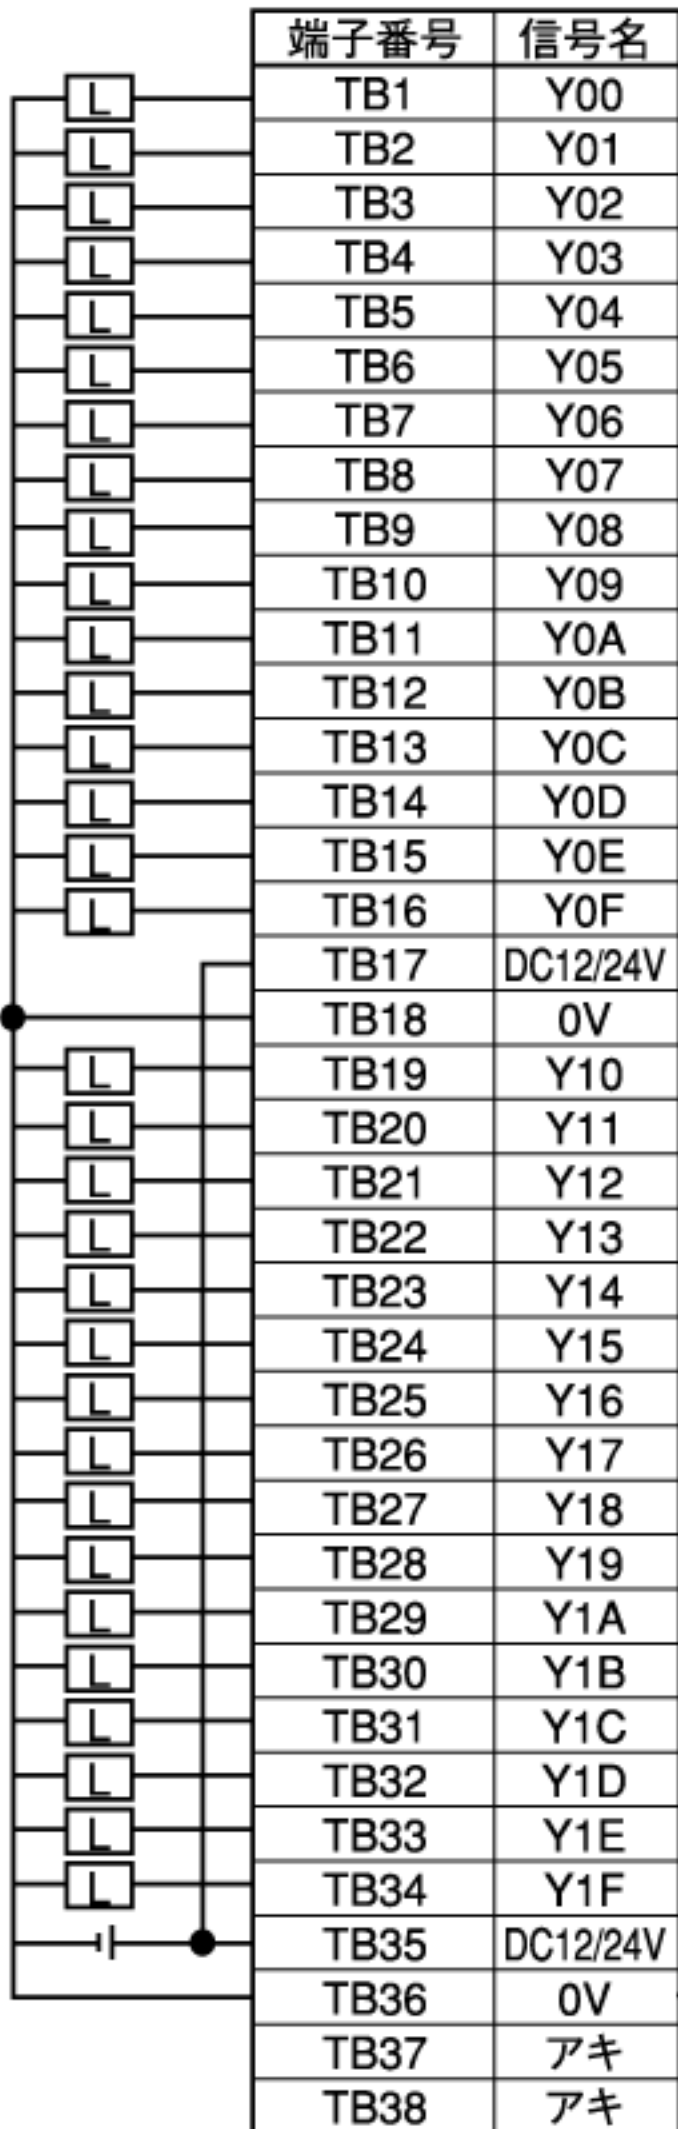 端子番号 信号名
L TB1 Y00
L TB2 Y01
L TB3 Y02
L TB4 Y03
L TB5 Y04
L TB6 Y05
L TB7 Y06
L TB8 Y07
L TB9 Y08
L TB10 Y09
L TB11 Y0A
L TB12 Y0B
L TB13 Y0C
L TB14 Y0D
L TB15 Y0E
L TB16 Y0F
TB17 DC12/24V
TB18 0V
L TB19 Y10
L TB20 Y11
L TB21 Y12
L TB22 Y13
L TB23 Y14
L TB24 Y15
L TB25 Y16
L TB26 Y17
L TB27 Y18
L TB28 Y19
L TB29 Y1A
L TB30 Y1B
L TB31 Y1C
L TB32 Y1D
L TB33 Y1E
L TB34 Y1F
TB35 DC12/24V
TB36 0V
TB37 アキ
TB38 アキ